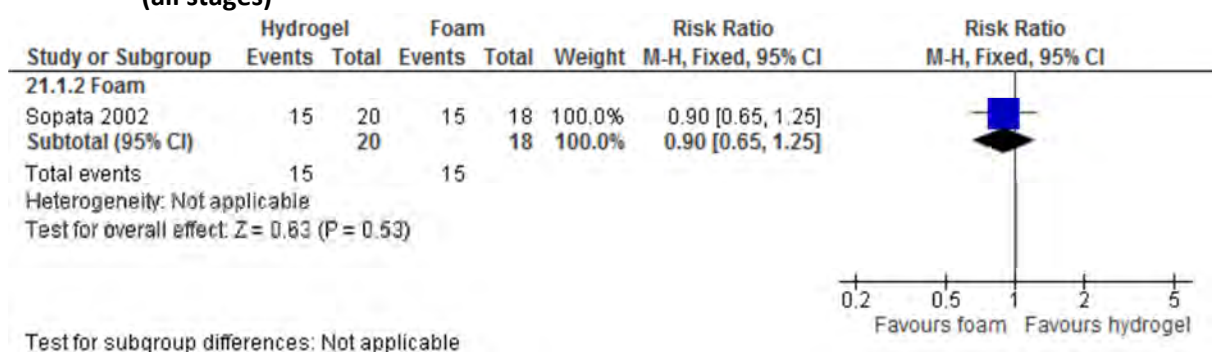 (all stages)
Hydrogel Foam Risk Ratio Risk Ratio
Study or Subgroup Events Total Events Total Weight M-H, Fixed, 95% CI M-H, Fixed, 95% CI
21.1.2 Foam
Sopata 2002 15 20 15 18 100.0% 0.90 [0.65, 1.25]
Subtotal (95% CI) 20 18 100.0% 0.90 [0.65, 1.25]
Total events 15 15
Heterogeneity: Not applicable
Test for overall effect: Z = 0.63 (P = 0.53)
0.2 0.5 1 2 5
Favours foam Favours hydrogel
Test for subgroup differences: Not applicable